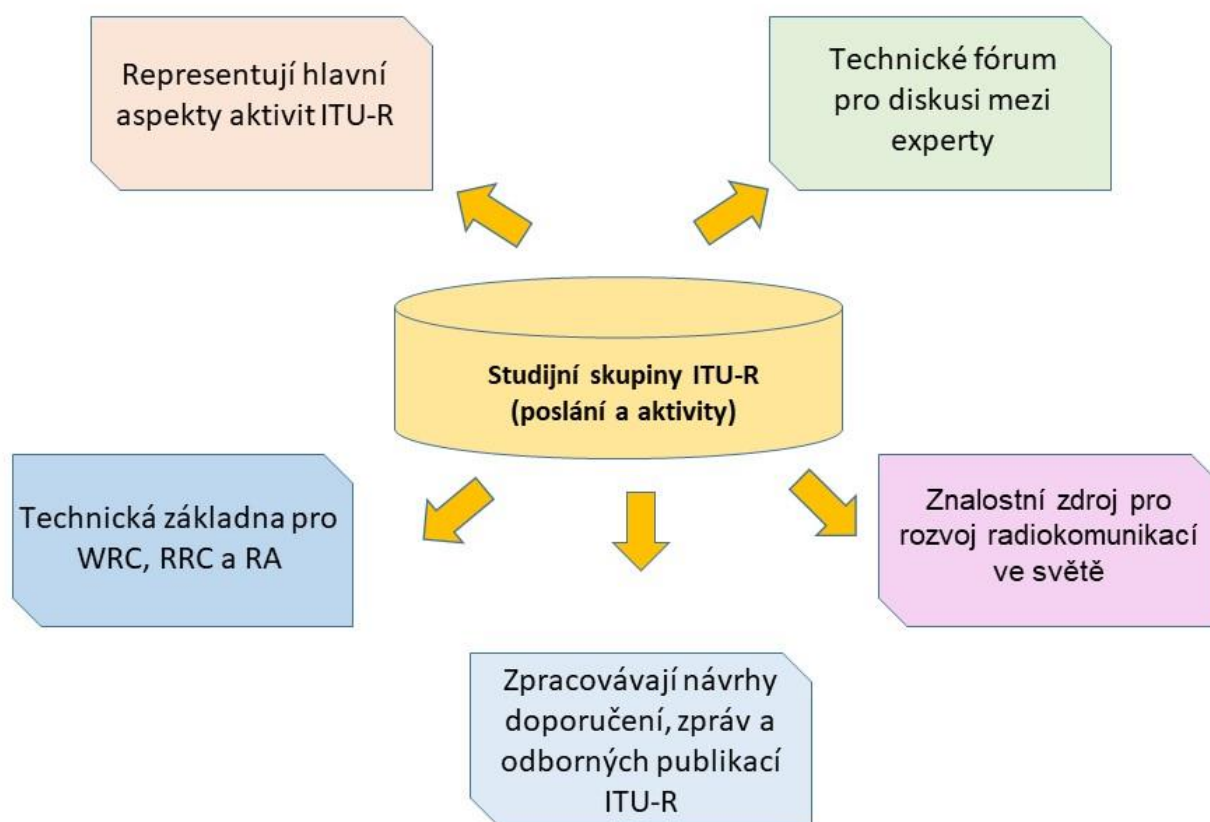 Representují hlavní
aspekty aktivit ITU-R
Technické fórum
pro diskusi mezi
experty
Studijní skupiny ITU-R
(poslání a aktivity)
Technická základna pro
WRC, RRC a RA
Znalostní zdroj pro
rozvoj radiokomunikací
ve světě
Zpracovávají návrhy
doporučení, zpráv a
odborných publikací
ITU-R